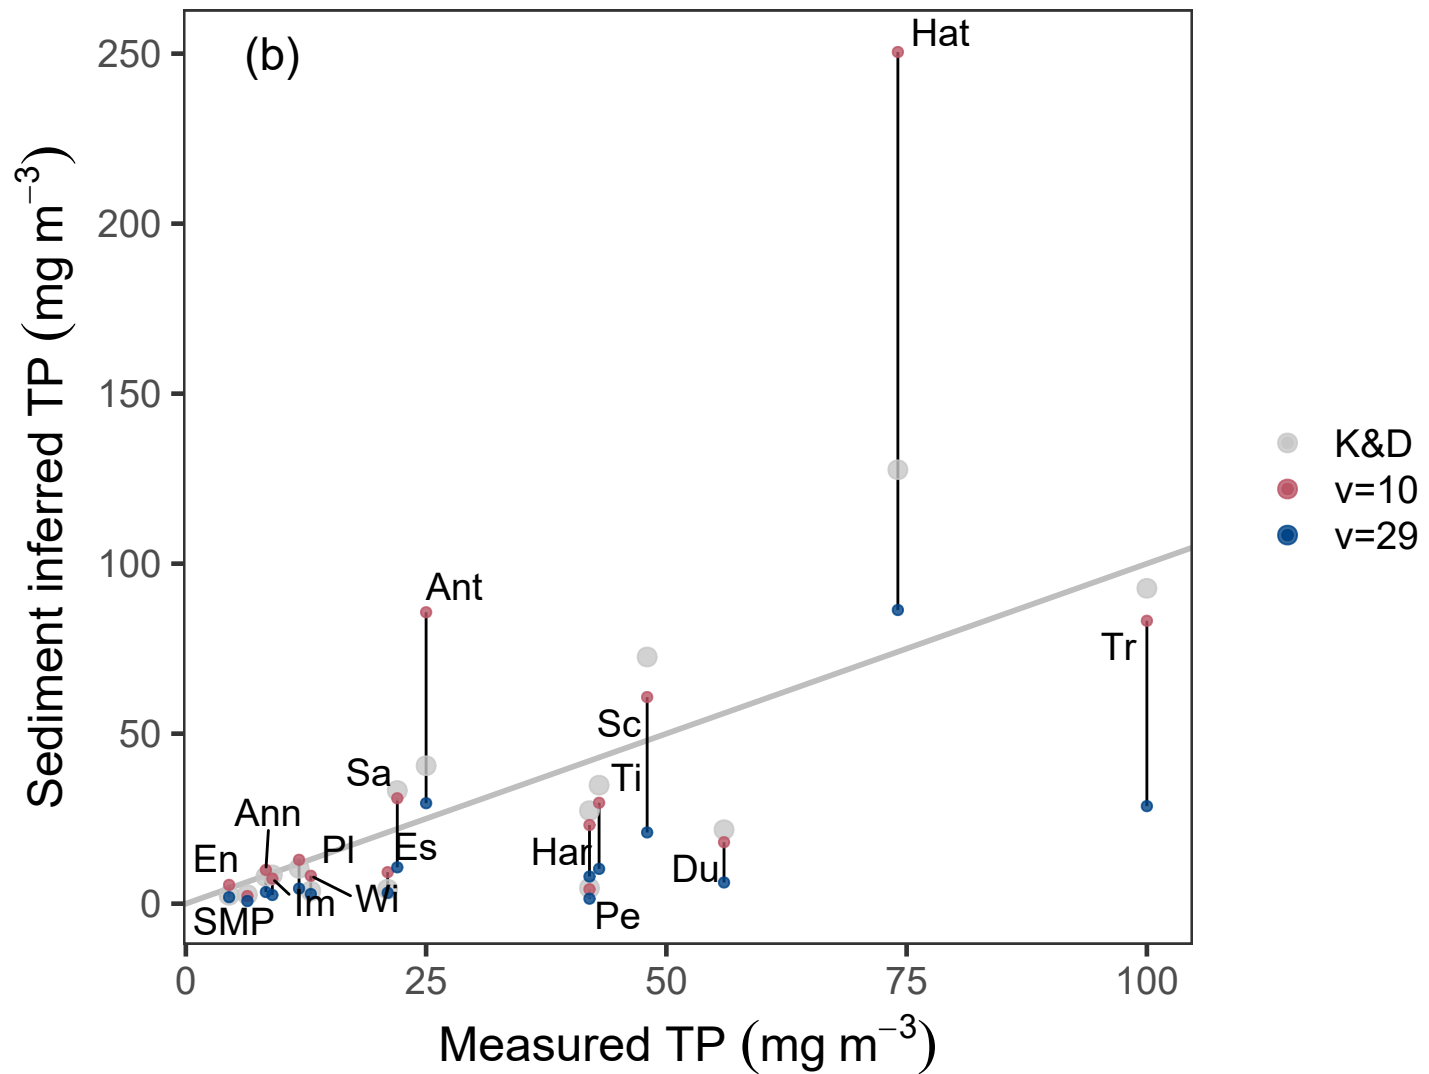 (b)
Hat
250
200
150
100
50
0
Sediment inferred TP (mg m⁻³)
Ant
Tr
Sc
Sa
Ti
Ann
En
Pl
Es
Har
Du
Im
Wi
SMP
Pe
0 25 50 75 100
Measured TP (mg m⁻³)
K&D
v=10
v=29